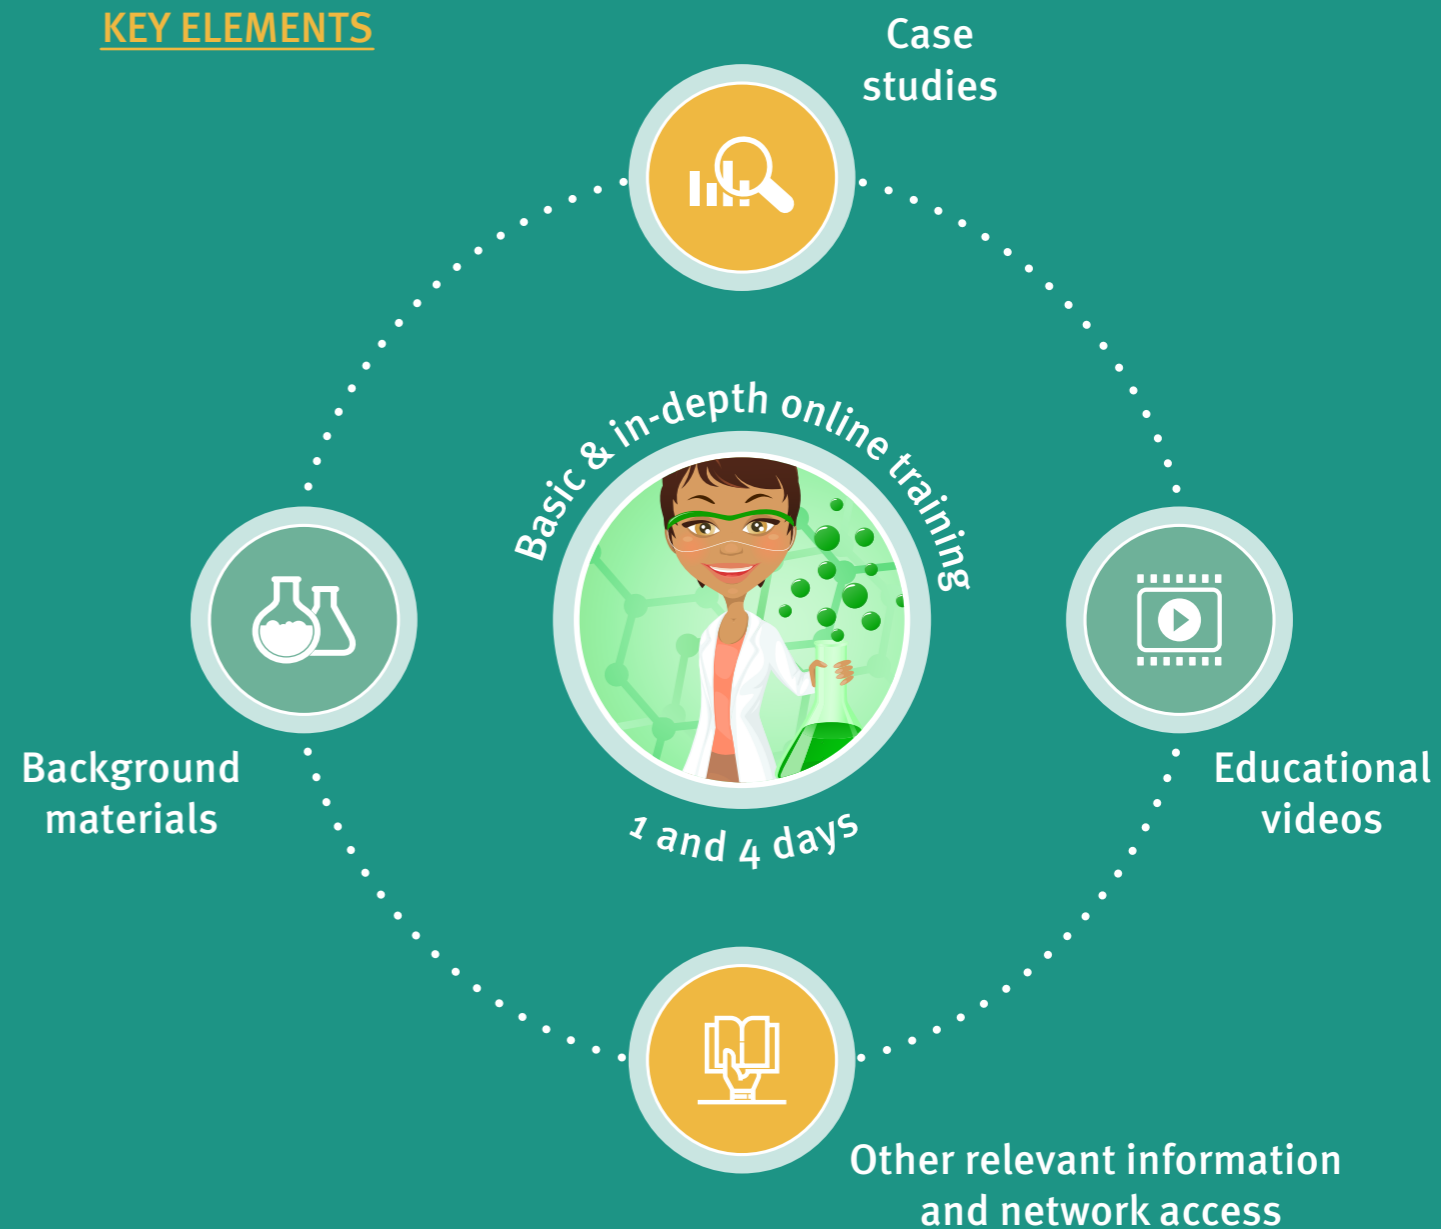 KEY ELEMENTS
Case
studies
Basic & in-depth online training
1 and 4 days
Background
materials
Educational
videos
Other relevant information
and network access